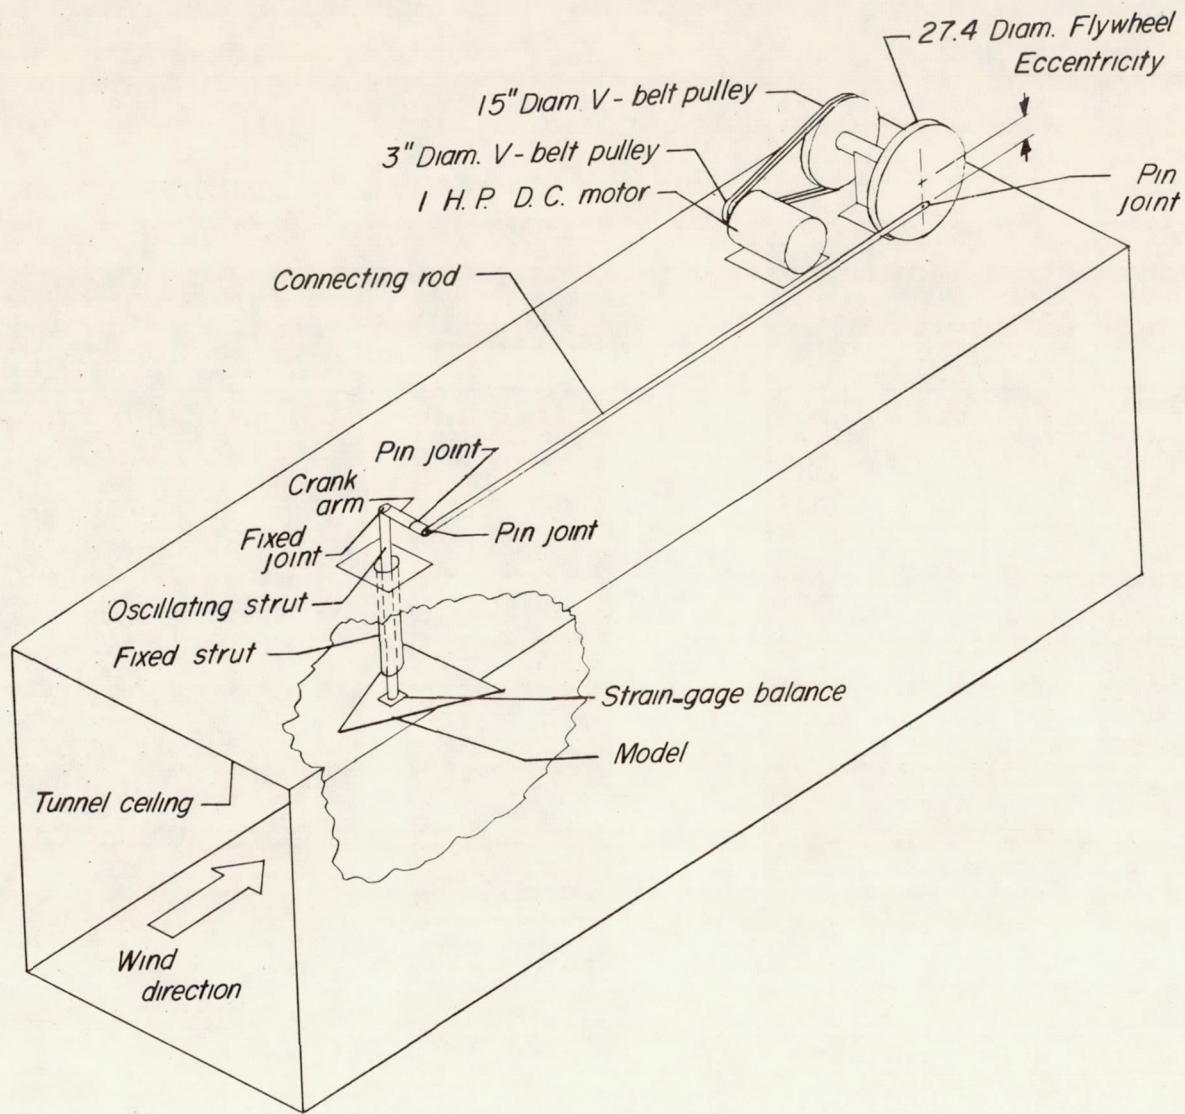 27.4 Diam. Flywheel
Eccentricity
15" Diam V-belt pulley
3" Diam. V-belt pulley
1 H.P. D.C. motor
Pin
joint
Connecting rod
Pin joint
Crank
arm
Fixed
joint
Pin joint
Oscillating strut
Fixed strut
Strain-gage balance
Model
Tunnel ceiling
Wind
direction